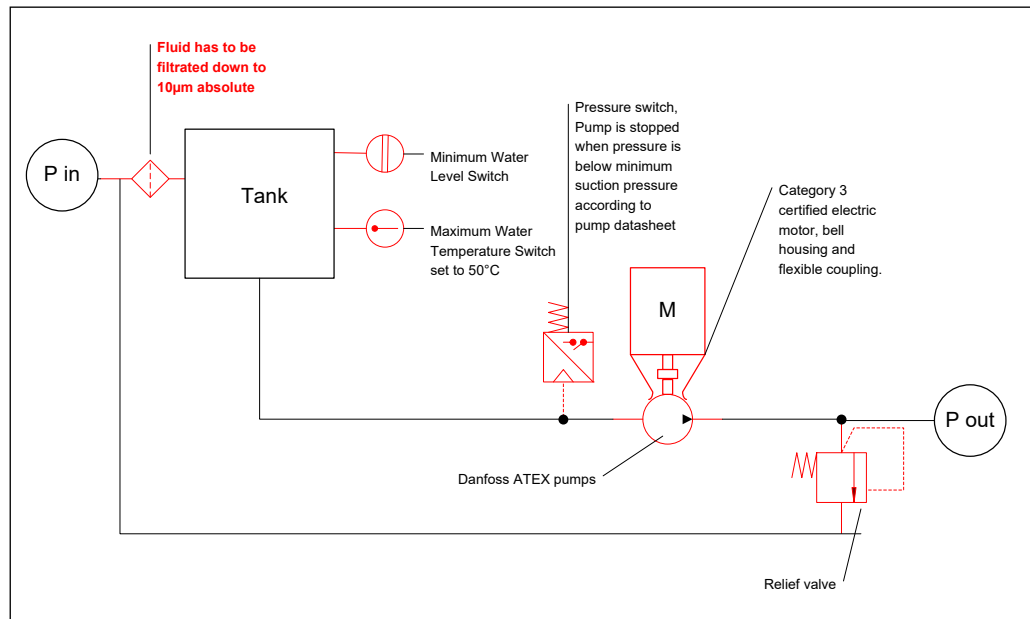 Fluid has to be
filtrated down to
10µm absolute
P in
Tank
Minimum Water
Level Switch
Maximum Water
Temperature Switch
set to 50°C
Pressure switch,
Pump is stopped
when pressure is
below minimum
suction pressure
according to
pump datasheet
Category 3
certified electric
motor, bell
housing and
flexible coupling.
M
P out
Danfoss ATEX pumps
Relief valve